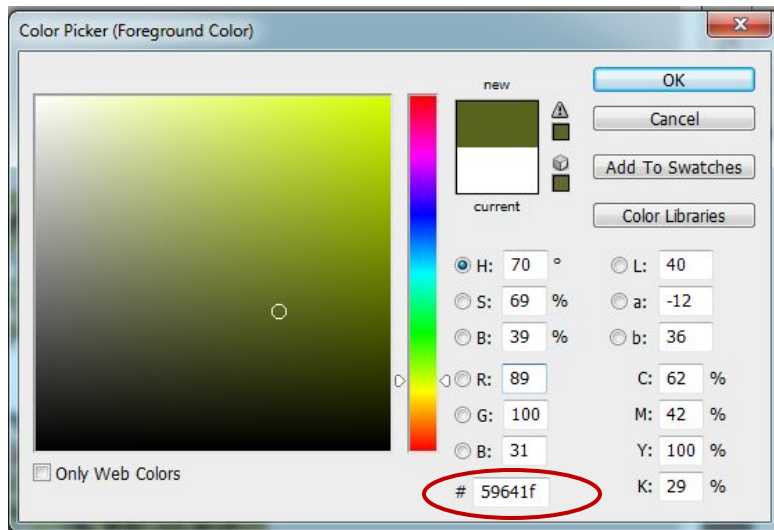 Color Picker (Foreground Color)
new
current
OK
Cancel
Add To Swatches
Color Libraries
H: 70 °
S: 69 %
B: 39 %
R: 89
G: 100
B: 31
# 59641f
L: 40
a: -12
b: 36
C: 62 %
M: 42 %
Y: 100 %
K: 29 %
Only Web Colors